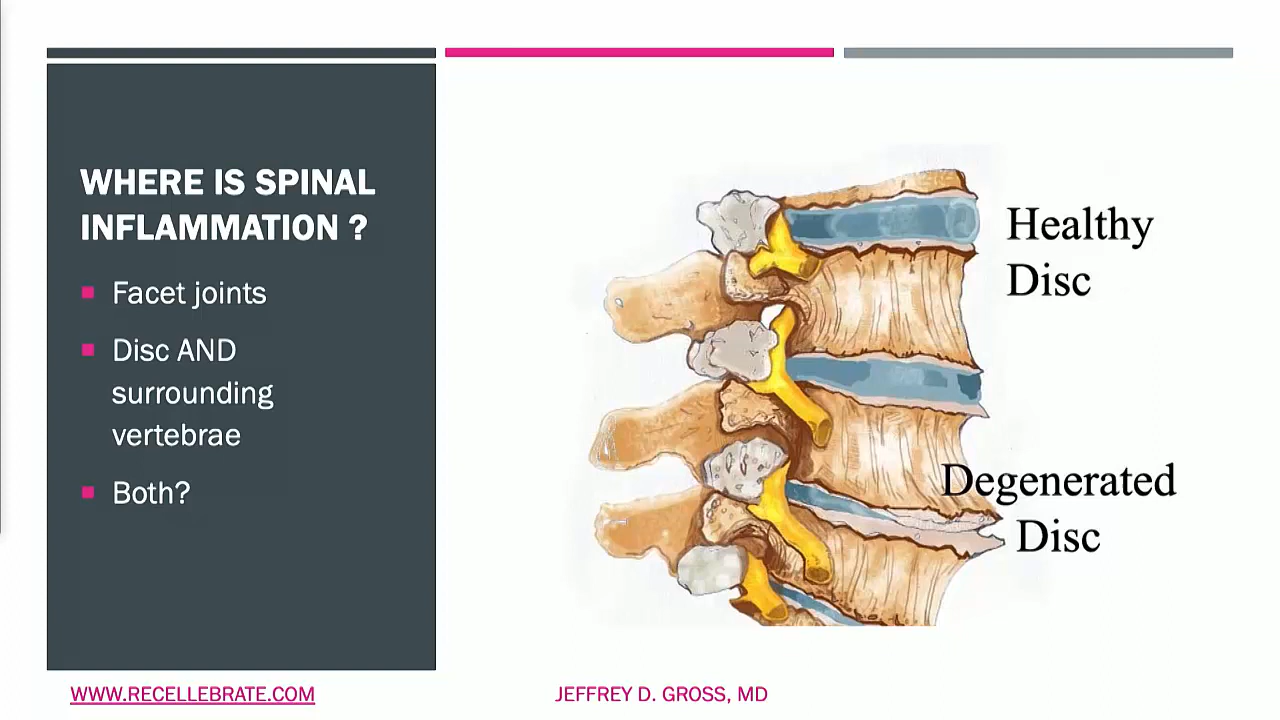 WHERE IS SPINAL
INFLAMMATION ?
Facet joints
Disc AND
surrounding
vertebrae
Both?
Healthy
Disc
Degenerated
Disc
WWW.RECELLEBRATE.COM
JEFFREY D. GROSS, MD